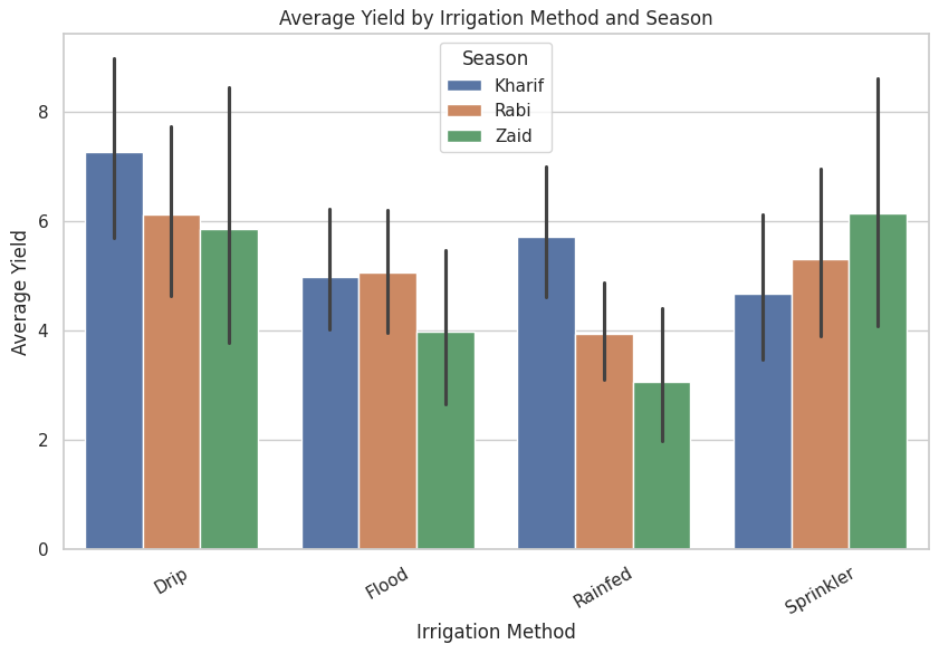 Average Yield by Irrigation Method and Season
Season
Kharif
Rabi
Zaid
Average Yield
8
6
4
2
0
Drip
Flood
Rainfed
Sprinkler
Irrigation Method